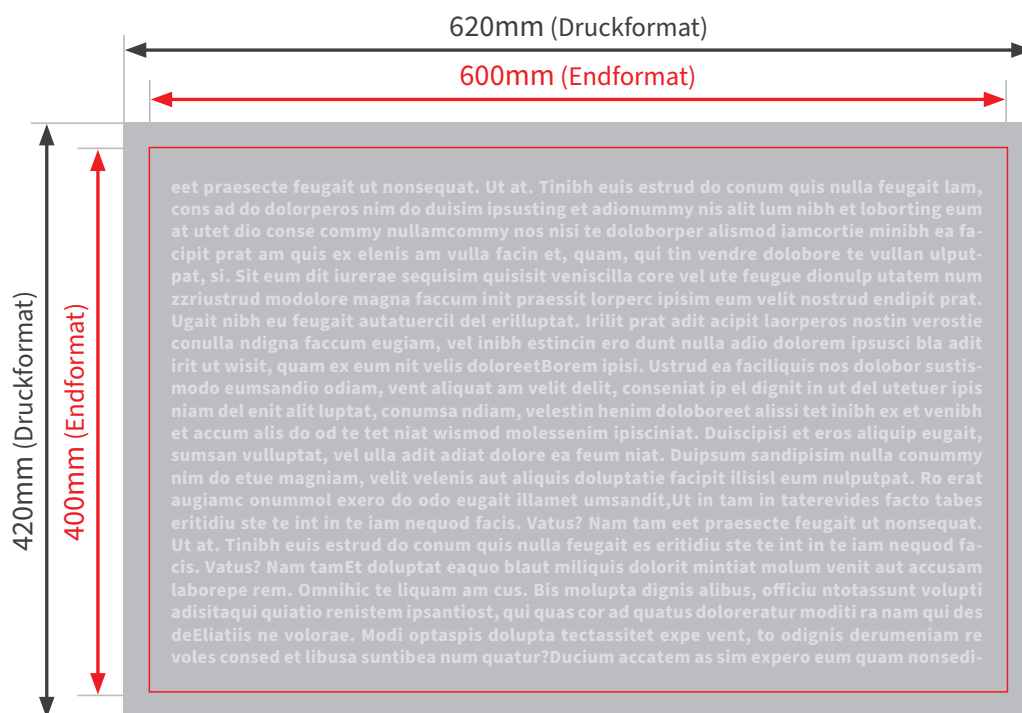 620mm (Druckformat)
600mm (Endformat)
420mm (Druckformat)
400mm (Endformat)
eet praesecte feugait ut nonsequat. Ut at. Tinibh euis estrud do conum quis nulla feugait lam,
cons ad do dolorperos nim do duisim ipsusting et adionummy nis alit lum nibh et loborting eum
at utet dio conse commy nullamcommy nos nisi te doloborper alismod iamcortie minibh ea fa-
cipit prat am quis ex elenis am vulla facin et, quam, qui tin vendre dolobore te vullan ulput-
pat, si. Sit eum dit iurerae sequisim quisisit veniscilla core vel ute feugue dionulp utatem num
zzriustrud modolore magna faccum init praessit lorperc ipisim eum velit nostrud endipit prat.
Ugait nibh eu feugait autatuercil del enilluptat. Irilit prat adit acipit laorperos nostin verostie
conulla ndigna faccum eugiam, vel inibh estincin ero dunt nulla adio dolorem ipsusci bla adit
irit ut wisit, quam ex eum nit velis doloreetBorem ipisi. Ustrud ea facillquis nos dolobor sustis-
modo eumsandio odiam, vent aliquat an velit delit, conseniat ip el dignit in ut del utetuer ipis
niam del enit alit luptat, conumsa ndiam, velestin henim doloboreet alissi tet inibh ex et venibh
et accum alis do od te tet niat wismod molessenim ipisciniat. Duiscipisi et eros aliquip eugait,
sumsan vulluptat, vel ulla adit adiat dolore ea feum niat. Duipsum sandipisim nulla conummy
nim do etue magniam, velit velenis aut aliquis doluptatie facipit ilisisl eum nulputpat. Ro erat
augiamc onummol exero do odo eugait illamet umsandit,Ut in tam intaterevides facto tabes
eritidiu ste te int in te iam nequod facis. Vatus? Nam tam eet praesecte feugait ut nonsequat.
Ut at. Tinibh euis estrud do conum quis nulla feugait es eritidiu ste te int in te iam nequod fa-
cis. Vatus? Nam tamEt doluptat eaquo blaut miliquis dolorit mintiat molum venit aut accusam
laborepe rem. Omnihic te liquam am cus. Bis molupta dignis alibus, officiu ntotassunt volupti
adisitaqui quiatio renistem ipsantiost, qui quas cor ad quatus doloreratur moditi ra nam qui des
deEliatiis ne volorae. Modi optaspis dolupta tectassitet expe vent, to odignis derumeniam re
voles consed et libusa suntibea num quatur?Ducium accatem as sim expero eum quam nonsedi-